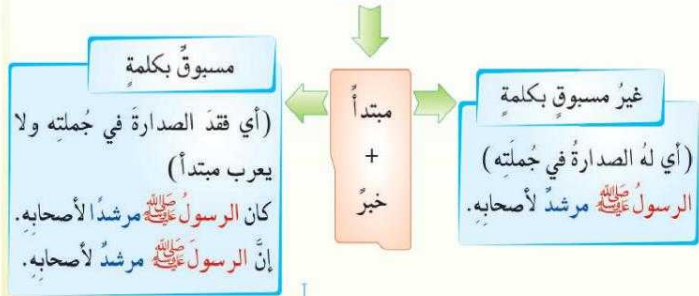 غيرُ مسبوقٍ بكلمةٍ
(أي لهُ الصدارةُ في جُملَته)
الرسولُ ﷺ مرشدٌ لأصحابِهِ.
مبتدأٌ
+
خبرٌ
مسبوقٌ بكلمةٍ
(أي فقدَ الصدارةَ في جُملتِه ولا
يعرب مبتدأ)
كان الرسولُ ﷺ مرشدًا لأصحابِهِ.
إنَّ الرسولَ ﷺ مرشدٌ لأصحابِهِ.